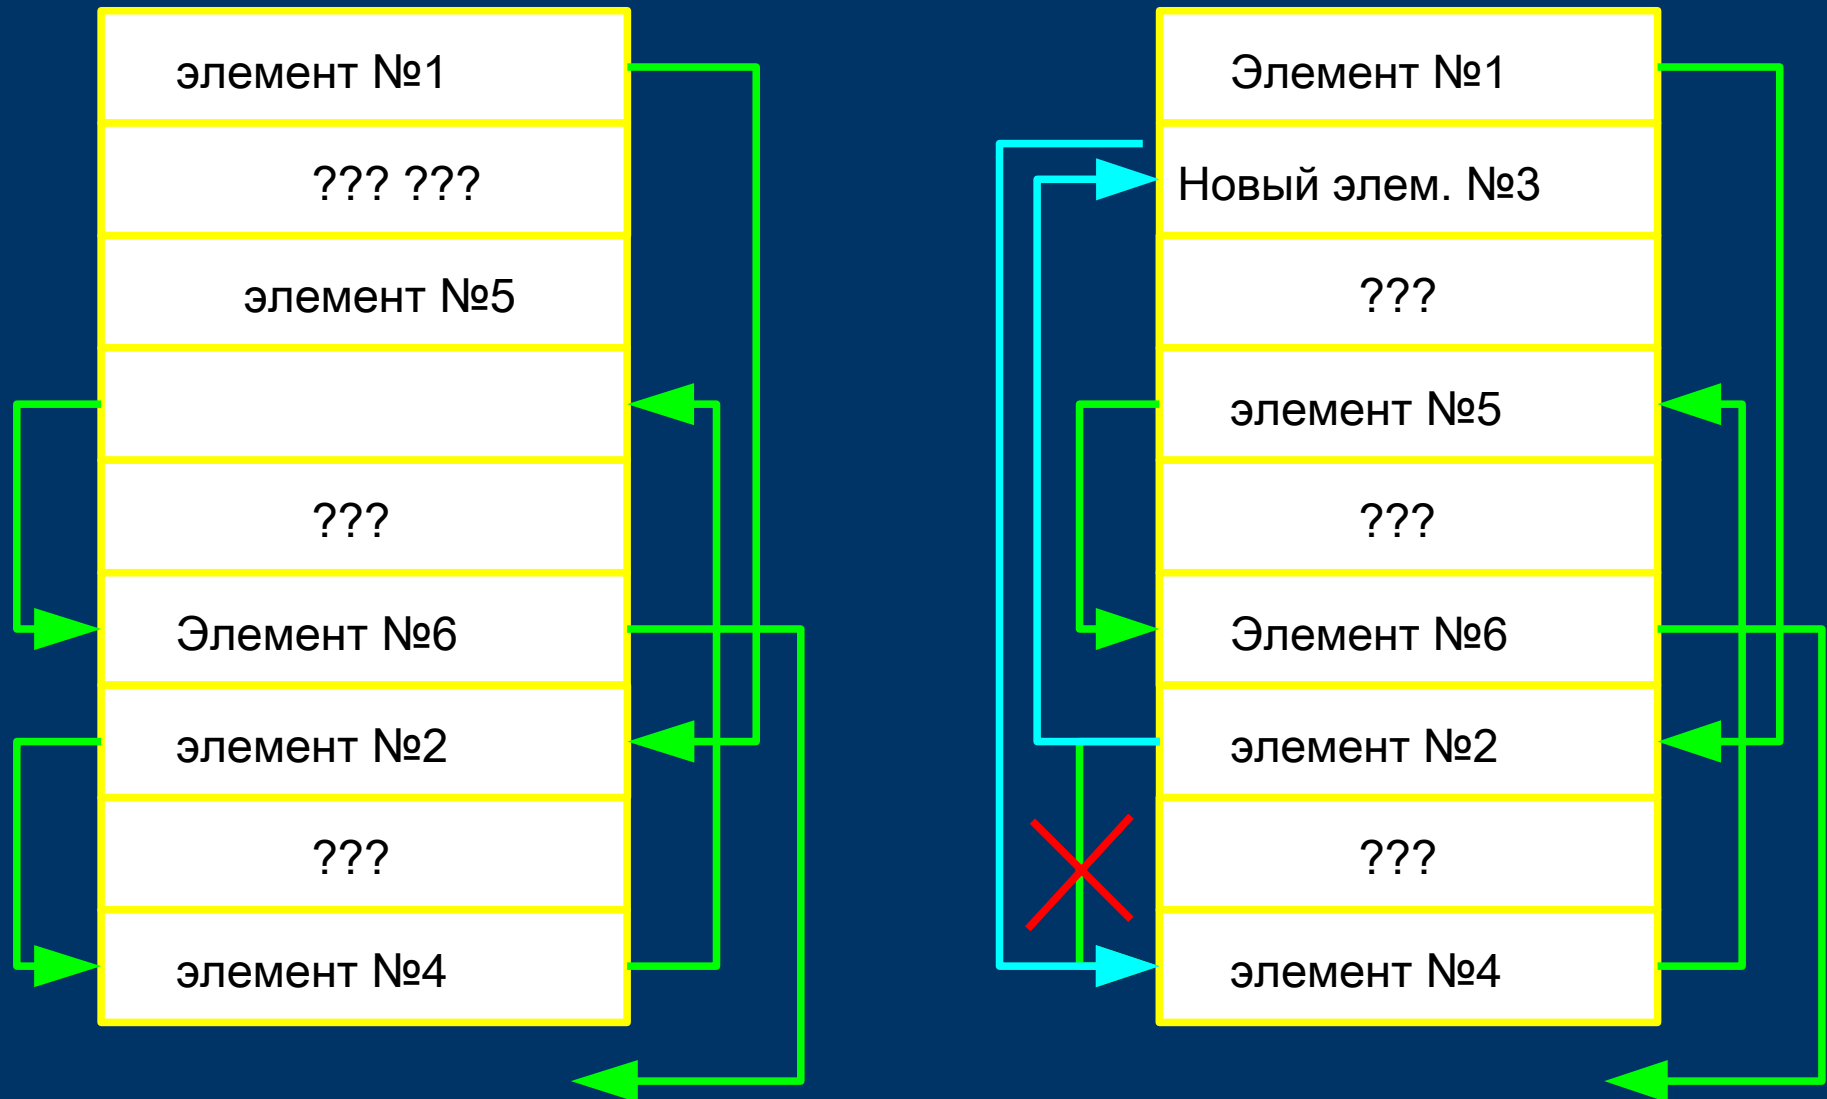 элемент №1
??? ???
элемент №5
???
Элемент №6
элемент №2
???
элемент №4
Элемент №1
Новый элем. №3
???
элемент №5
???
Элемент №6
элемент №2
???
элемент №4